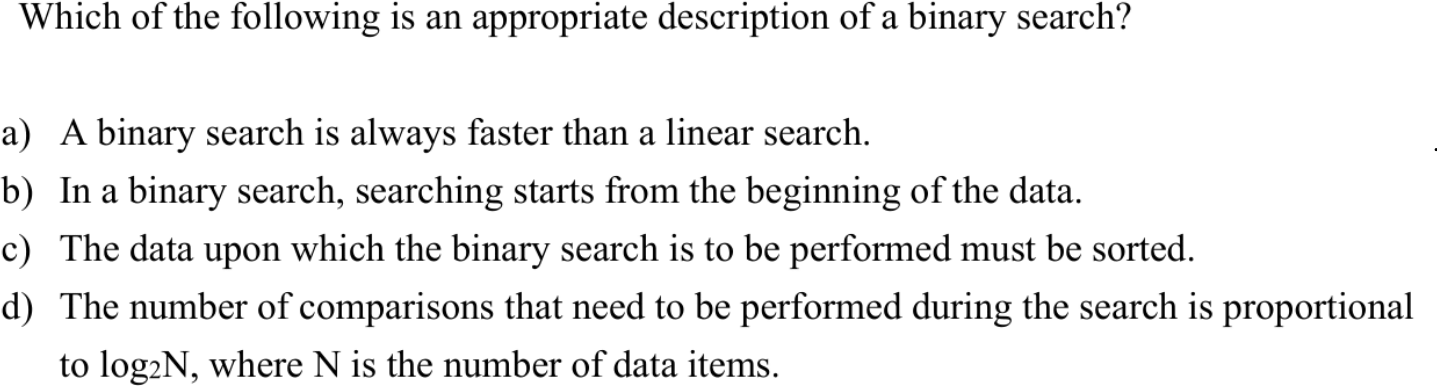 Which of the following is an appropriate description of a binary search?
a) A binary search is always faster than a linear search.
b) In a binary search, searching starts from the beginning of the data.
c) The data upon which the binary search is to be performed must be sorted.
d) The number of comparisons that need to be performed during the search is proportional
to log₂N, where N is the number of data items.